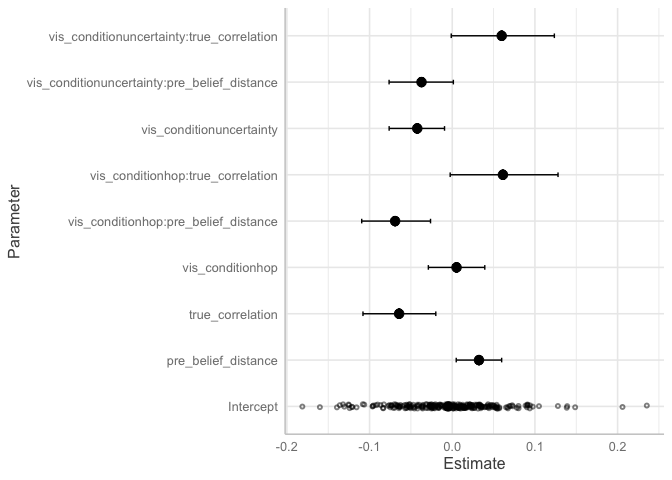 vis_conditionuncertainty:true_correlation
vis_conditionuncertainty:pre_belief_distance
vis_conditionuncertainty
vis_conditionhop:true_correlation
vis_conditionhop:pre_belief_distance
vis_conditionhop
true_correlation
pre_belief_distance
Intercept
Parameter
-0.2 -0.1 0.0 0.1 0.2
Estimate